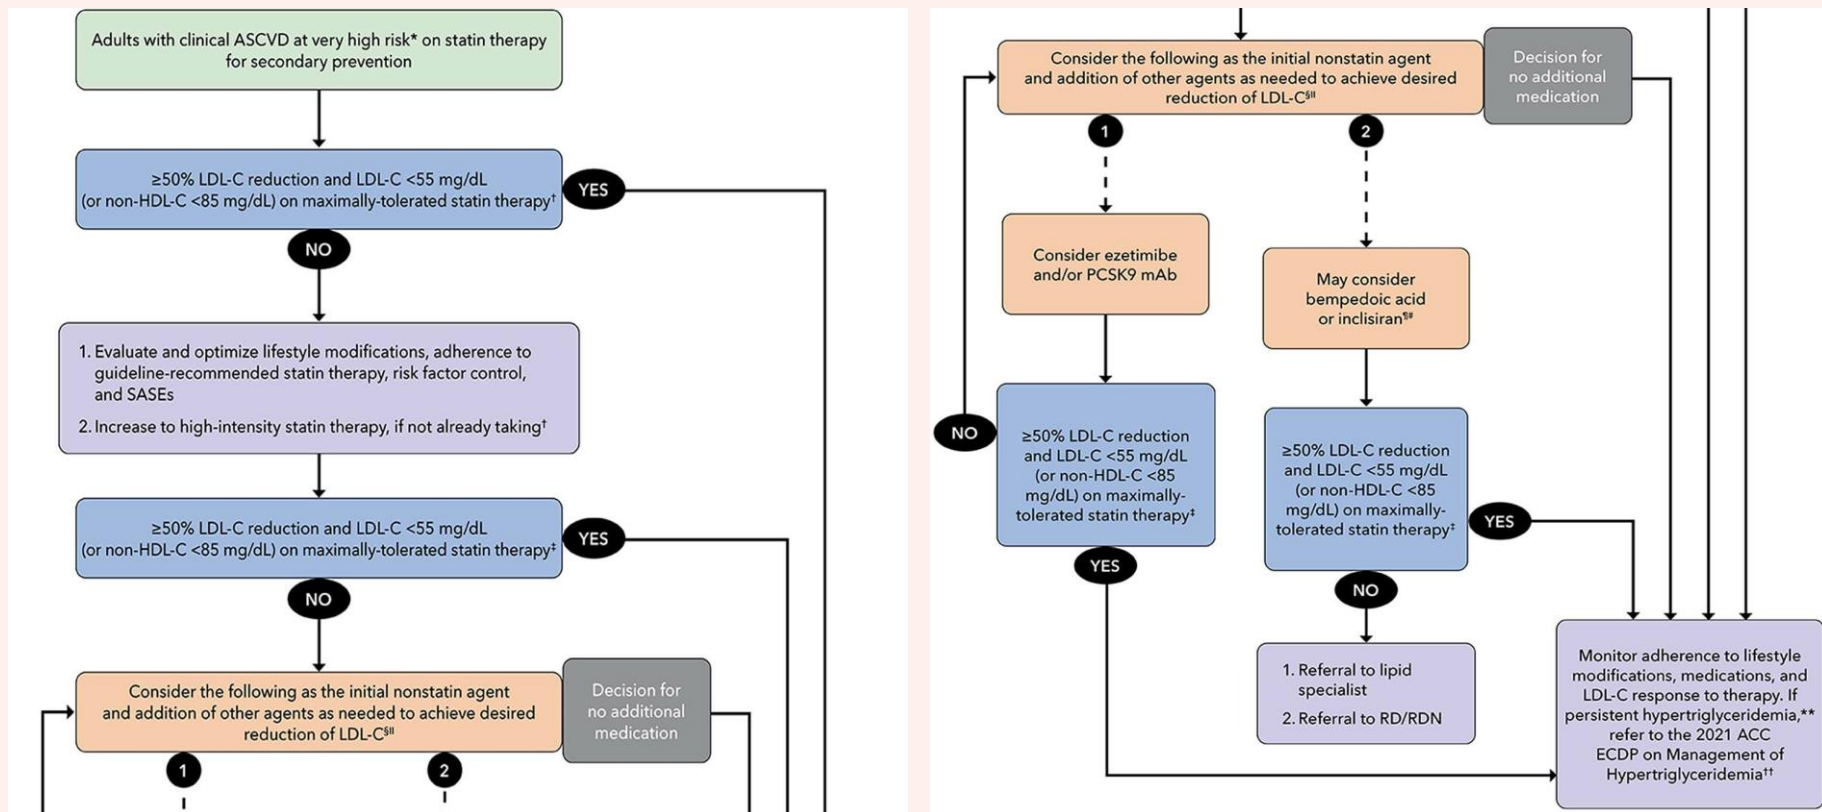 Adults with clinical ASCVD at very high risk* on statin therapy
for secondary prevention
≥50% LDL-C reduction and LDL-C <55 mg/dL
(or non-HDL-C <85 mg/dL) on maximally-tolerated statin therapy†
YES
NO
1. Evaluate and optimize lifestyle modifications, adherence to
guideline-recommended statin therapy, risk factor control,
and SASEs
2. Increase to high-intensity statin therapy, if not already taking†
≥50% LDL-C reduction and LDL-C <55 mg/dL
(or non-HDL-C <85 mg/dL) on maximally-tolerated statin therapy‡
YES
NO
Consider the following as the initial nonstatin agent
and addition of other agents as needed to achieve desired
reduction of LDL-C§ǁ
Decision for
no additional
medication
1
2
Consider the following as the initial nonstatin agent
and addition of other agents as needed to achieve desired
reduction of LDL-C§ǁ
Decision for
no additional
medication
1
2
Consider ezetimibe
and/or PCSK9 mAb
May consider
bempedoic acid
or inclisiran¶#
NO
≥50% LDL-C reduction
and LDL-C <55 mg/dL
(or non-HDL-C <85
mg/dL) on maximally-
tolerated statin therapy‡
YES
≥50% LDL-C reduction
and LDL-C <55 mg/dL
(or non-HDL-C <85
mg/dL) on maximally-
tolerated statin therapy‡
YES
NO
1. Referral to lipid
specialist
2. Referral to RD/RDN
Monitor adherence to lifestyle
modifications, medications, and
LDL-C response to therapy. If
persistent hypertriglyceridemia,**
refer to the 2021 ACC
ECDP on Management of
Hypertriglyceridemia††